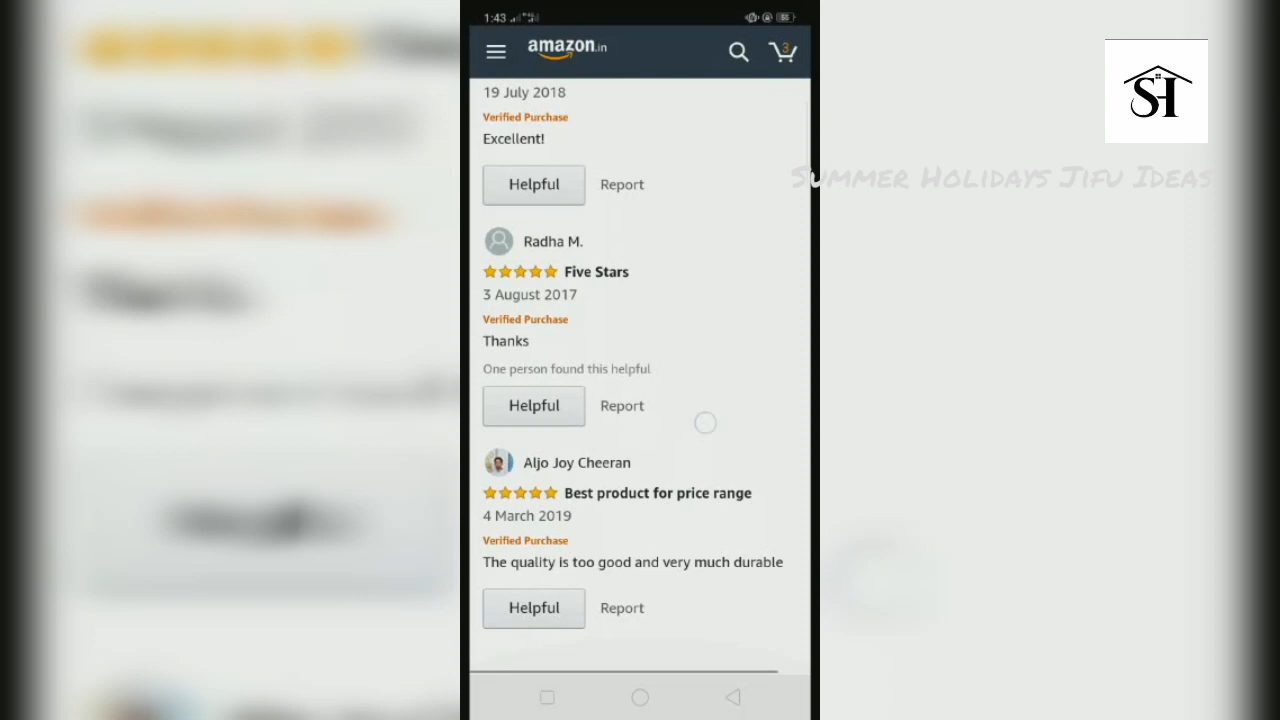 1:43
amazon.in
3
19 July 2018
Verified Purchase
Excellent!
Helpful Report
Radha M.
Five Stars
3 August 2017
Verified Purchase
Thanks
One person found this helpful
Helpful Report
Aljo Joy Cheeran
Best product for price range
4 March 2019
Verified Purchase
The quality is too good and very much durable
Helpful Report
SH
Summer Holidays Jifu Ideas